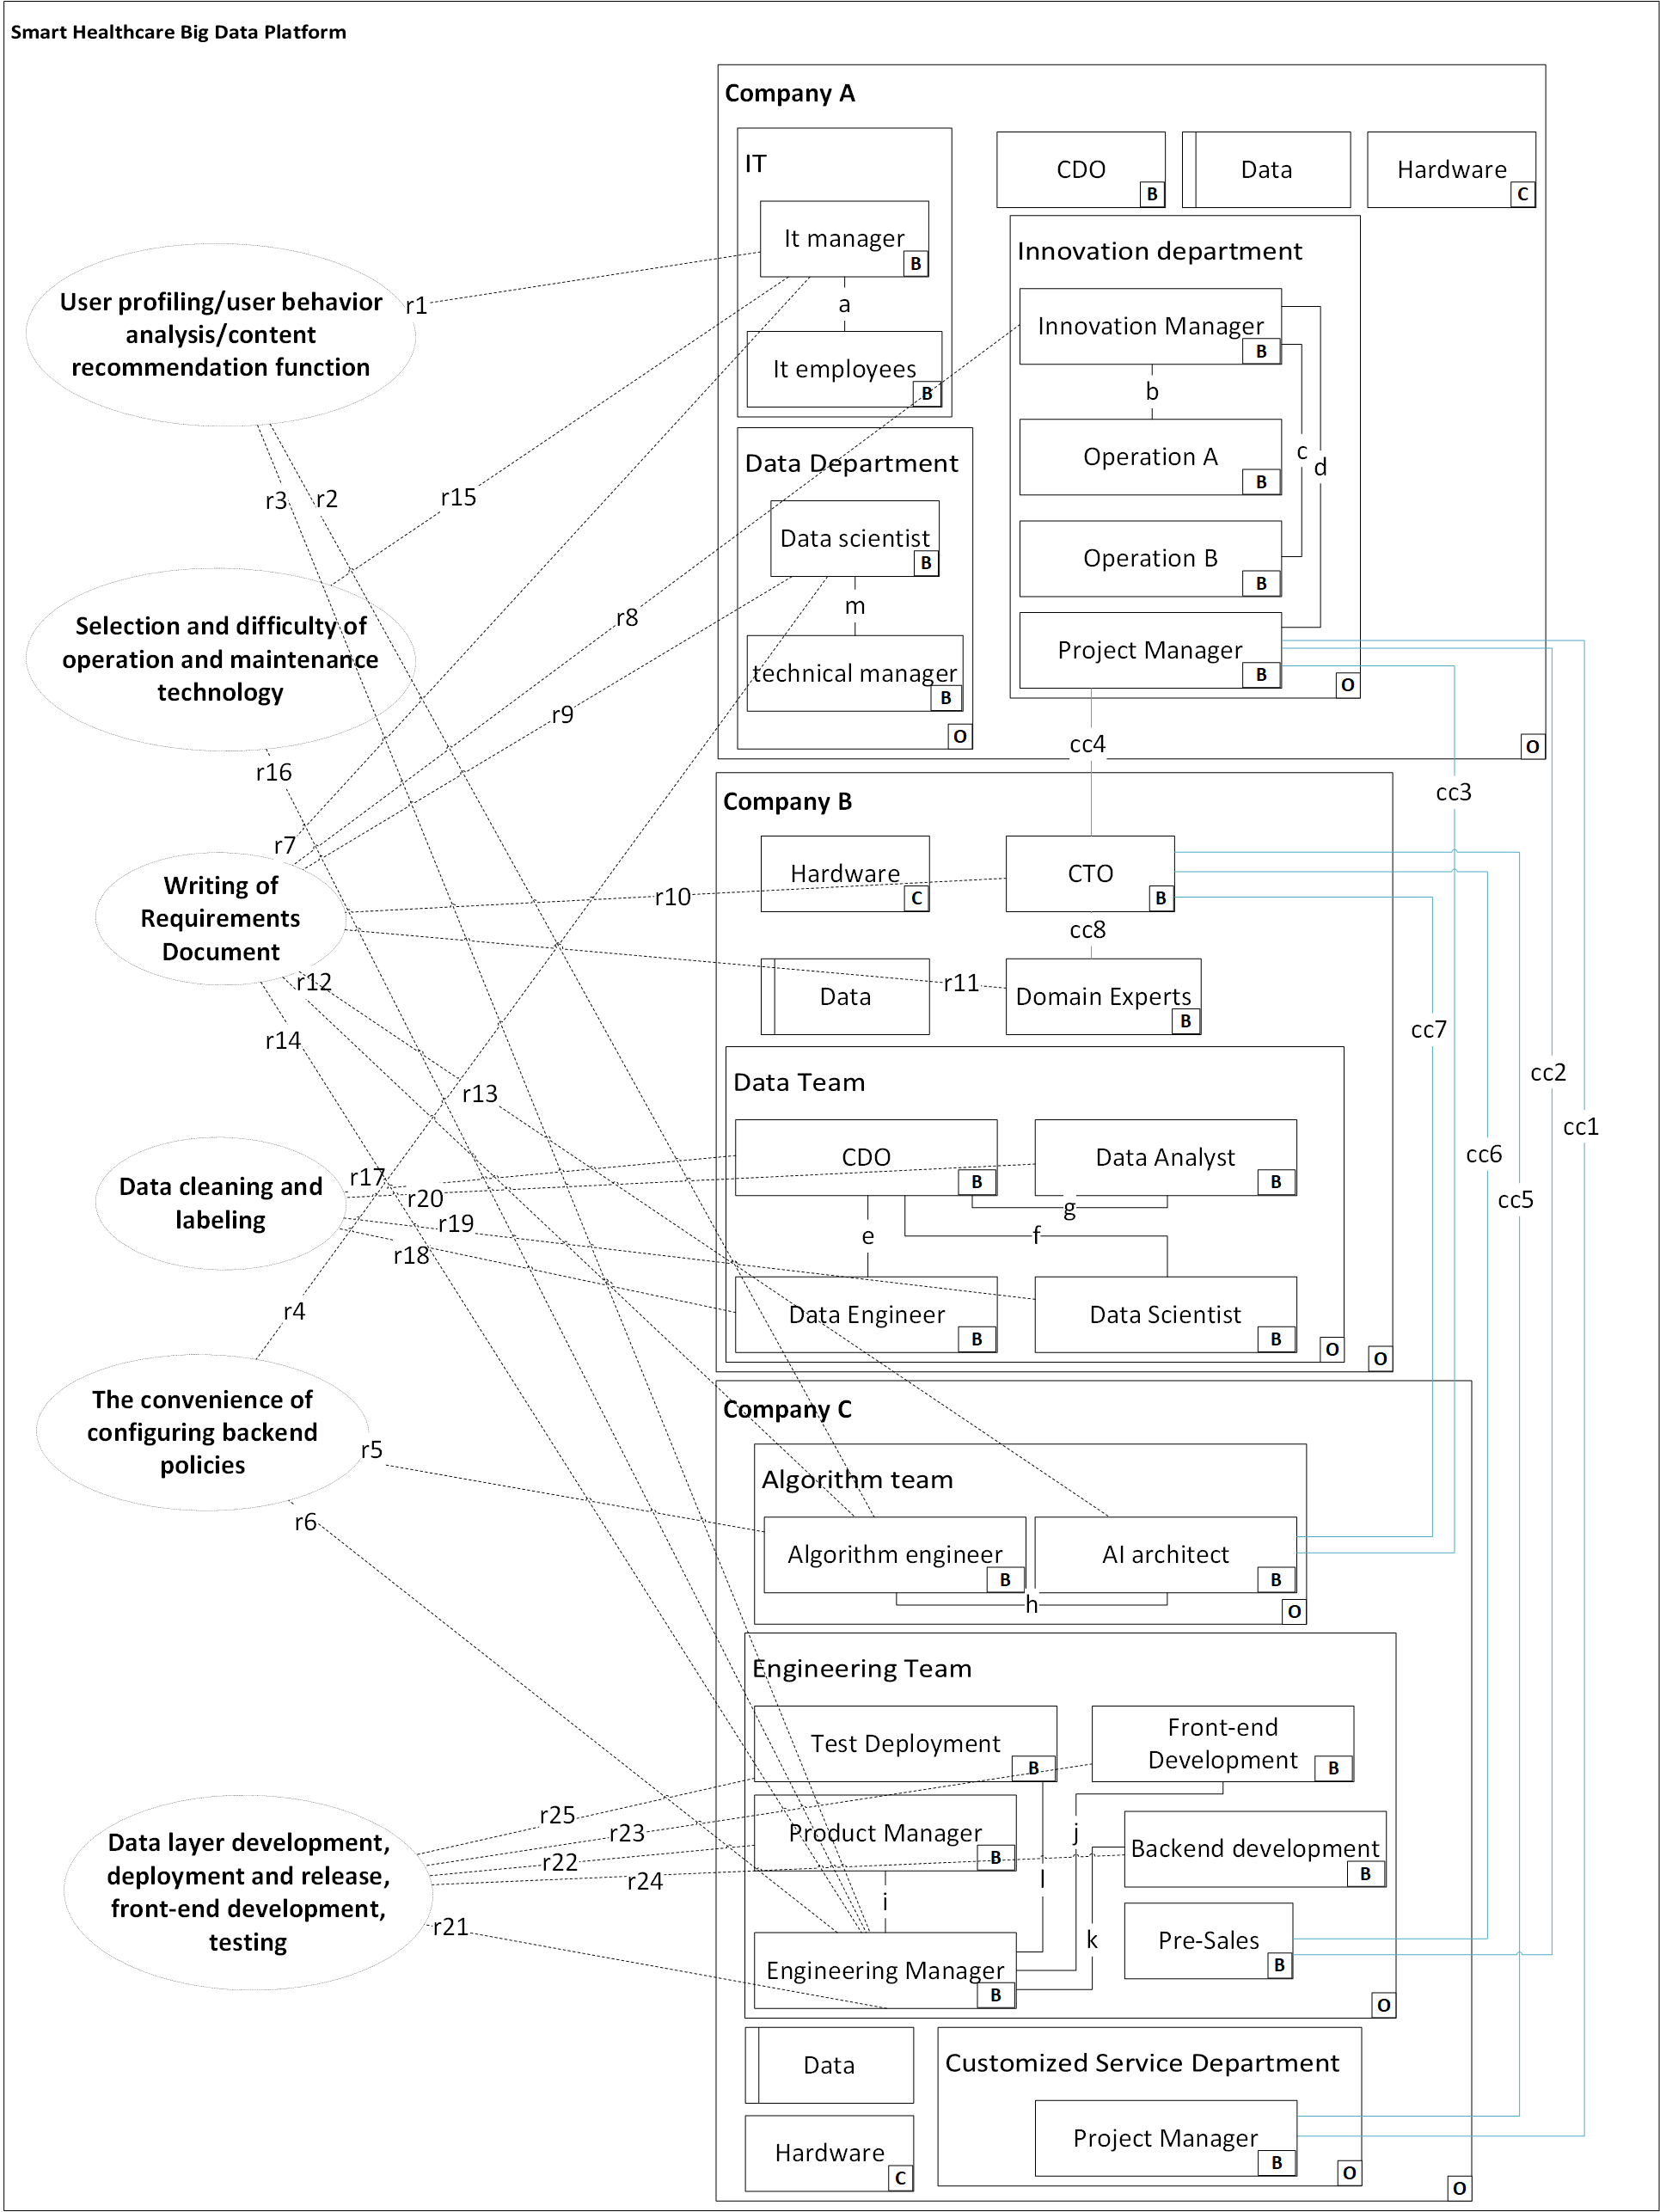 Smart Healthcare Big Data Platform
Company A
IT
It manager
B
a
It employees
B
CDO
B
Data
Hardware
C
Innovation department
Innovation Manager
B
b
c
d
Operation A
B
Operation B
B
Project Manager
B
O
Data Department
Data scientist
B
m
technical manager
B
O
O
User profiling/user behavior
analysis/content
recommendation function
r1
r3
r2
r15
Selection and difficulty of
operation and maintenance
technology
r8
r9
r16
cc4
cc3
Company B
Hardware
C
CTO
B
cc8
Data
Domain Experts
B
r7
Writing of
Requirements
Document
r10
r11
r12
r14
r13
cc7
cc2
cc1
cc6
cc5
Data Team
CDO
B
Data Analyst
B
g
e
f
Data Engineer
B
Data Scientist
B
O
O
Data cleaning and
labeling
r17
r20
r19
r18
r4
The convenience of
configuring backend
policies
r5
r6
Company C
Algorithm team
Algorithm engineer
B
AI architect
B
h
O
Engineering Team
Test Deployment
B
Front-end
Development
B
Product Manager
B
j
l
Backend development
B
i
k
Engineering Manager
B
Pre-Sales
B
O
Data layer development,
deployment and release,
front-end development,
testing
r25
r23
r22
r24
r21
Data
Hardware
C
Customized Service Department
Project Manager
B
O
O